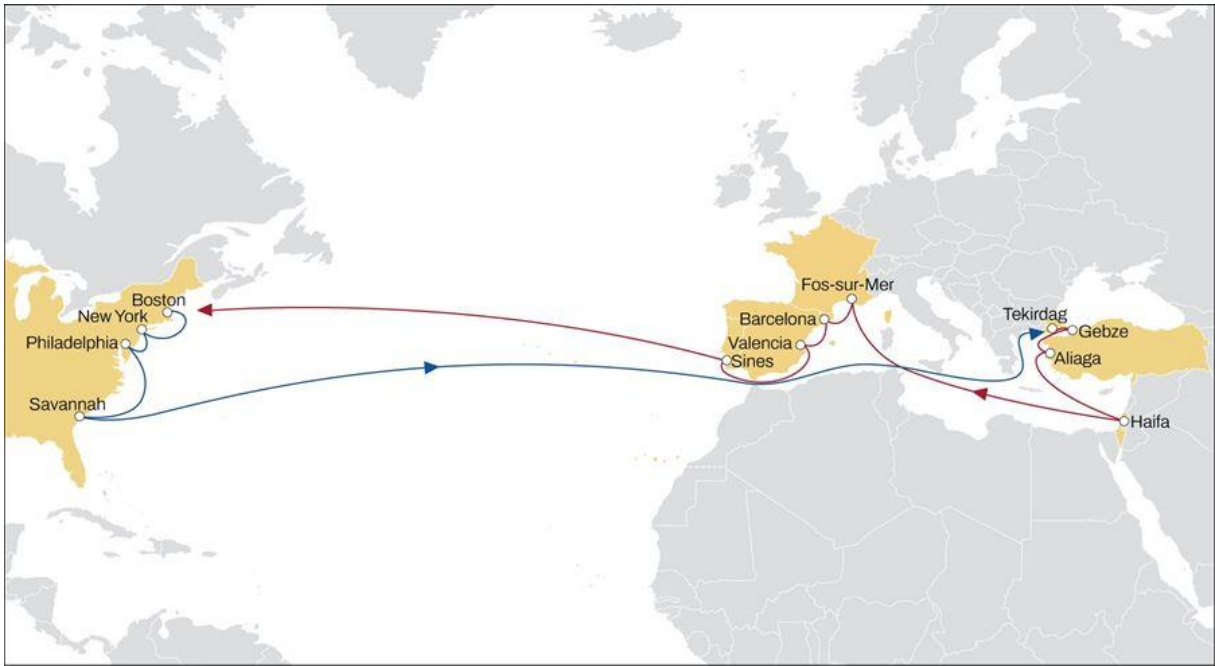 Boston
New York
Philadelphia
Savannah
Fos-sur-Mer
Barcelona
Valencia
Sines
Tekirdag
Gebze
Aliaga
Haifa